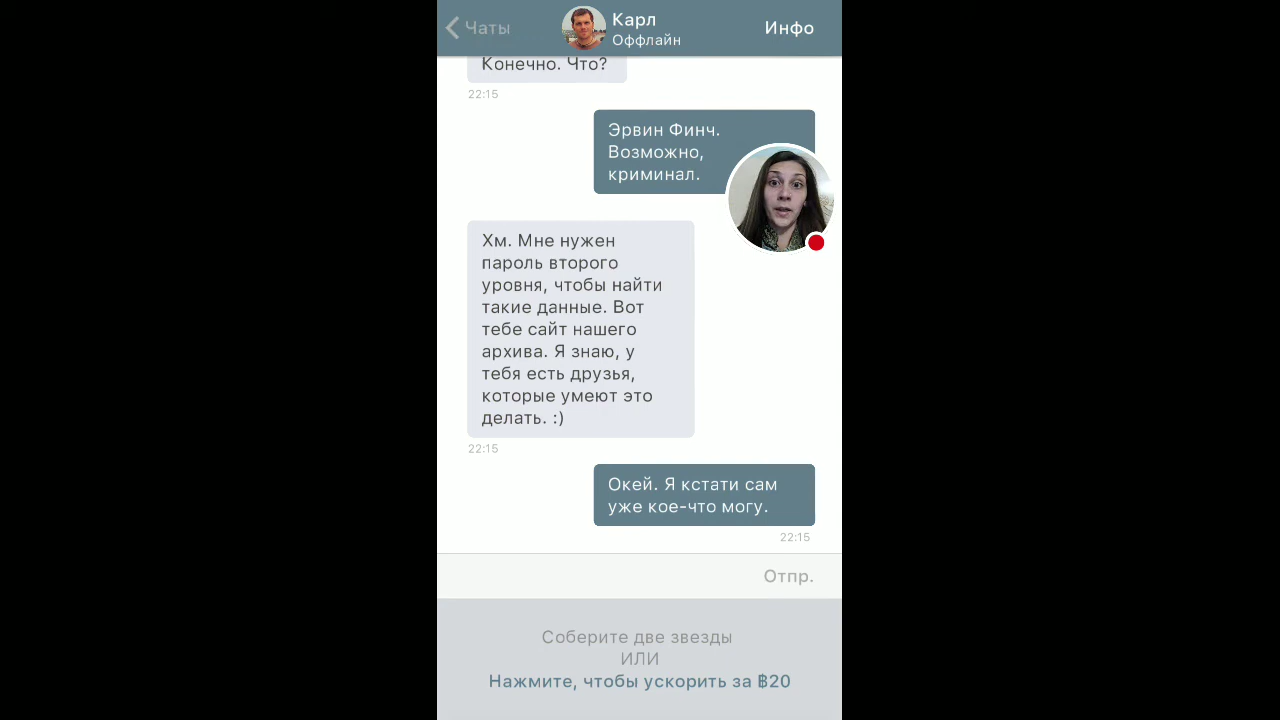 Чаты
Карл
Оффлайн
Инфо
Конечно. Что?
22:15
Эрвин Финч.
Возможно,
криминал.
Хм. Мне нужен
пароль второго
уровня, чтобы найти
такие данные. Вот
тебе сайт нашего
архива. Я знаю, у
тебя есть друзья,
которые умеют это
делать. :)
22:15
Окей. Я кстати сам
уже кое-что могу.
22:15
Отпр.
Соберите две звезды
ИЛИ
Нажмите, чтобы ускорить за ฿20